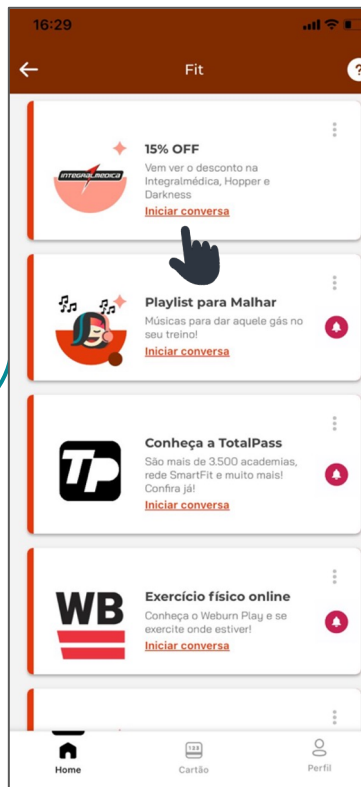 16:29
Fit
?
15% OFF
Vem ver o desconto na
Integralmédica, Hopper e
Darkness
Iniciar conversa
INTEGRALMEDICA
Playlist para Malhar
Músicas para dar aquele gás no
seu treino!
Iniciar conversa
TP
Conheça a TotalPass
São mais de 3.500 academias,
rede SmartFit e muito mais!
Confira já!
Iniciar conversa
WB
Exercício físico online
Conheça o Weburn Play e se
exercite onde estiver!
Iniciar conversa
Home
Cartão
Perfil